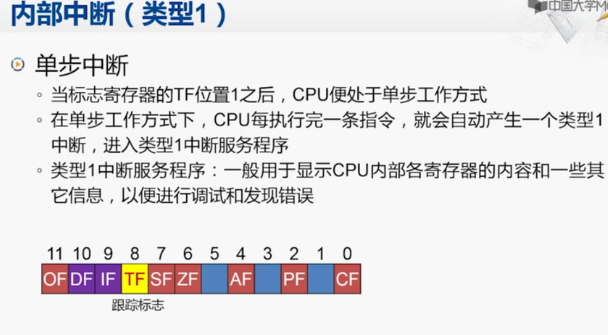 内部中断（类型1）
中国大学M
单步中断
当标志寄存器的TF位置1之后，CPU便处于单步工作方式
在单步工作方式下，CPU每执行完一条指令，就会自动产生一个类型1
中断，进入类型1中断服务程序
类型1中断服务程序：一般用于显示CPU内部各寄存器的内容和一些其
它信息，以便进行调试和发现错误
11 10 9 8 7 6 5 4 3 2 1 0
OF DF IF TF SF ZF AF PF CF
跟踪标志